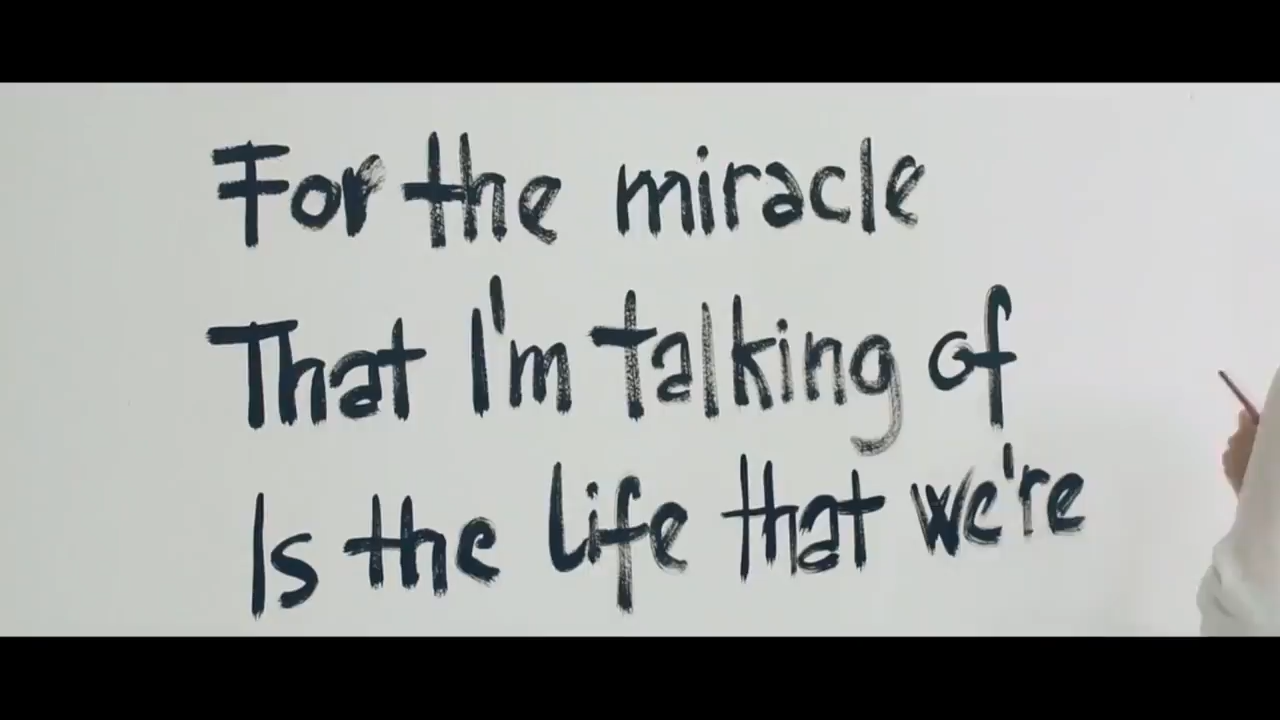 For the miracle
That I'm talking of
Is the life that we're